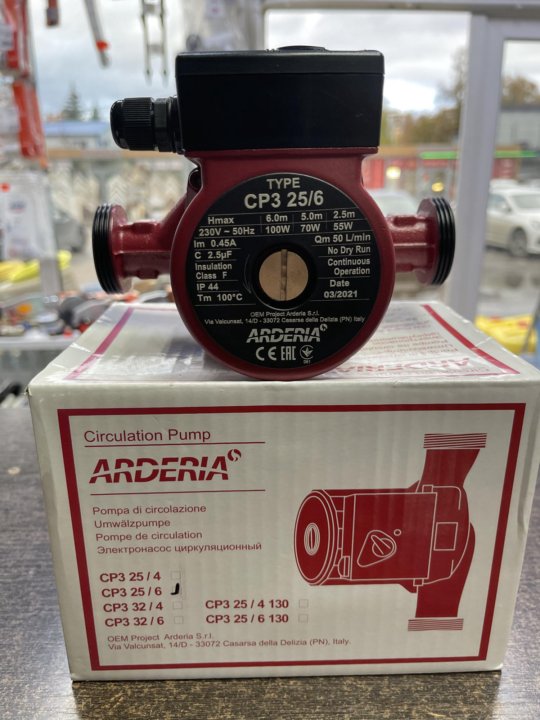 TYPE
CP3 25/6
Hmax 6.0m 5.0m 2.5m
230V ~ 50Hz 100W 70W 55W
Im 0.45A Qm 50 L/min
C 2.5µF No Dry Run
Insulation Class F Continuous Operation
IP 44 Date
Tm 100°C 03/2021
OEM Project Arderia S.r.l.
Via Valcunsat, 14/D - 33072 Casarsa della Delizia (PN) Italy
ARDERIA
CE EAC
ARDERIA
Circulation Pump
ARDERIA
Pompa di circolazione
Umwälzpumpe
Pompe de circulation
Электронасос циркуляционный
CP3 25 / 4
CP3 25 / 6
CP3 32 / 4 CP3 25 / 4 130
CP3 32 / 6 CP3 25 / 6 130
OEM Project Arderia S.r.l.
Via Valcunsat, 14/D - 33072 Casarsa della Delizia (PN), Italy.